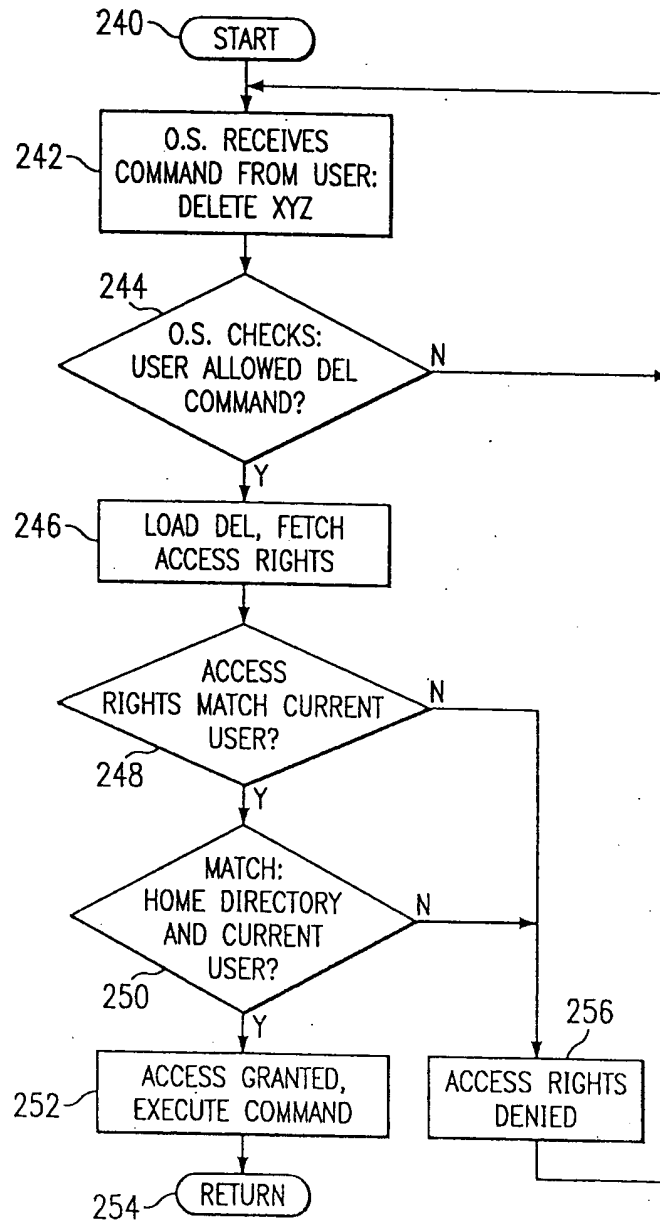 240
START
242
O.S. RECEIVES
COMMAND FROM USER:
DELETE XYZ
244
O.S. CHECKS:
USER ALLOWED DEL
COMMAND?
N
Y
246
LOAD DEL, FETCH
ACCESS RIGHTS
ACCESS
RIGHTS MATCH CURRENT
USER?
N
248
Y
MATCH:
HOME DIRECTORY
AND CURRENT
USER?
N
250
Y
256
252
ACCESS GRANTED,
EXECUTE COMMAND
ACCESS RIGHTS
DENIED
254
RETURN